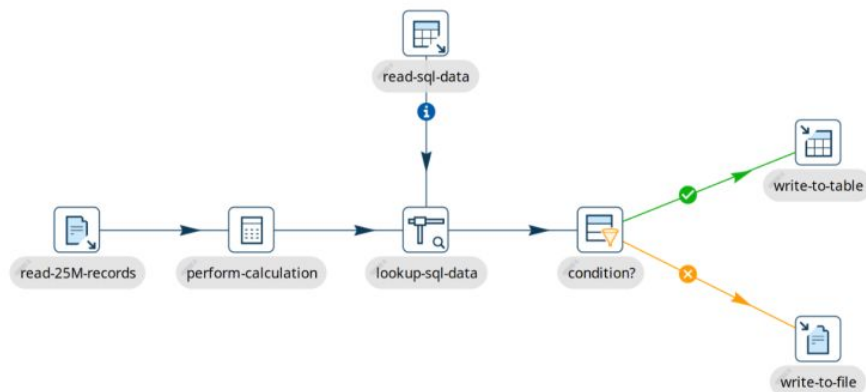 read-sql-data
write-to-table
read-25M-records
perform-calculation
lookup-sql-data
condition?
write-to-file